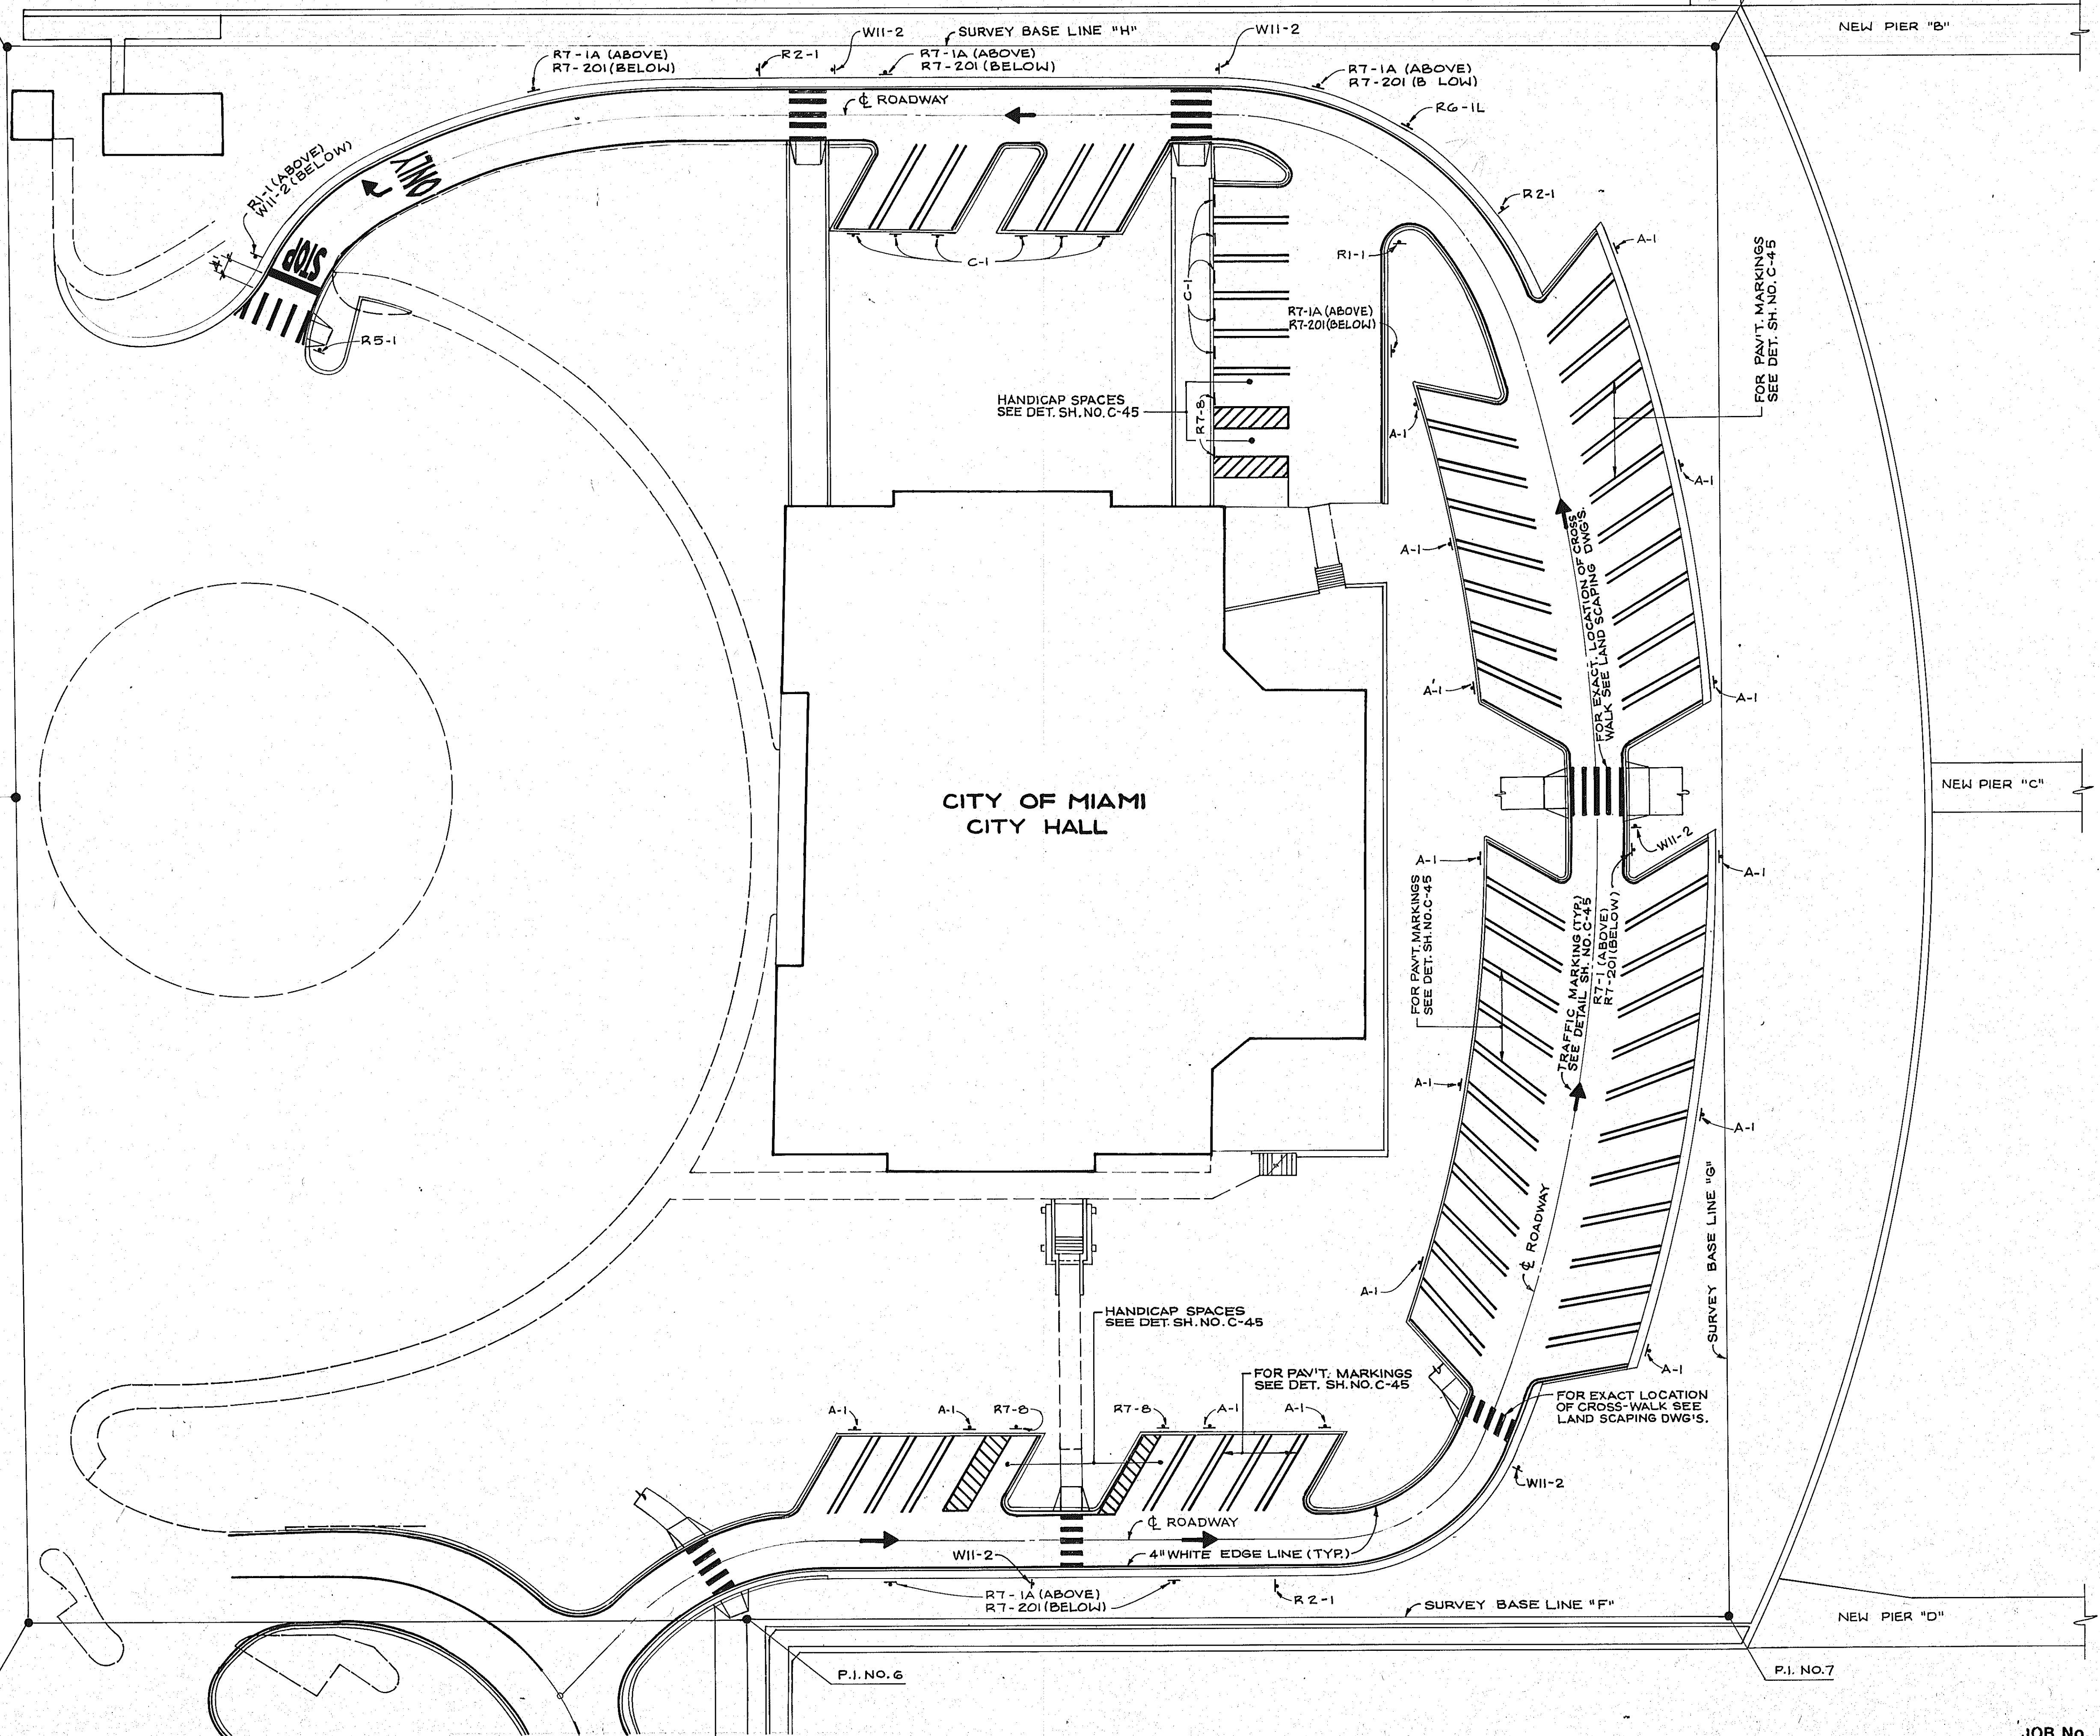 NEW PIER "B"
SURVEY BASE LINE "H"
W11-2
W11-2
R7-1A (ABOVE)
R7-201 (BELOW)
R2-1
R7-1A (ABOVE)
R7-201 (BELOW)
R7-1A (ABOVE)
R7-201 (B LOW)
R6-1L
℄ ROADWAY
R1-1 (ABOVE)
W11-2 (BELOW)
ONLY
STOP
4'
R5-1
C-1
C-1
R2-1
A-1
R1-1
R7-1A (ABOVE)
R7-201 (BELOW)
FOR PAV'T. MARKINGS
SEE DET. SH. NO. C-45
HANDICAP SPACES
SEE DET. SH. NO. C-45
R7-8
A-1
A-1
A-1
FOR EXACT. LOCATION OF CROSS
WALK SEE LAND SCAPING DWG'S.
A-1
A-1
CITY OF MIAMI
CITY HALL
NEW PIER "C"
W11-2
A-1
A-1
FOR PAV'T. MARKINGS
SEE DET. SH. NO. C-45
TRAFFIC MARKING (TYP.)
SEE DETAIL SH. NO. C-45
R7-1 (ABOVE)
R7-201 (BELOW)
A-1
A-1
℄ ROADWAY
SURVEY BASE LINE "G"
A-1
HANDICAP SPACES
SEE DET. SH. NO. C-45
A-1
FOR PAV'T. MARKINGS
SEE DET. SH. NO. C-45
FOR EXACT LOCATION
OF CROSS-WALK SEE
LAND SCAPING DWG'S.
A-1
A-1
R7-8
R7-8
A-1
A-1
W11-2
℄ ROADWAY
W11-2
4" WHITE EDGE LINE (TYP.)
R7-1A (ABOVE)
R7-201 (BELOW)
R2-1
SURVEY BASE LINE "F"
NEW PIER "D"
P.I. NO. 6
P.I. NO. 7
JOB No.